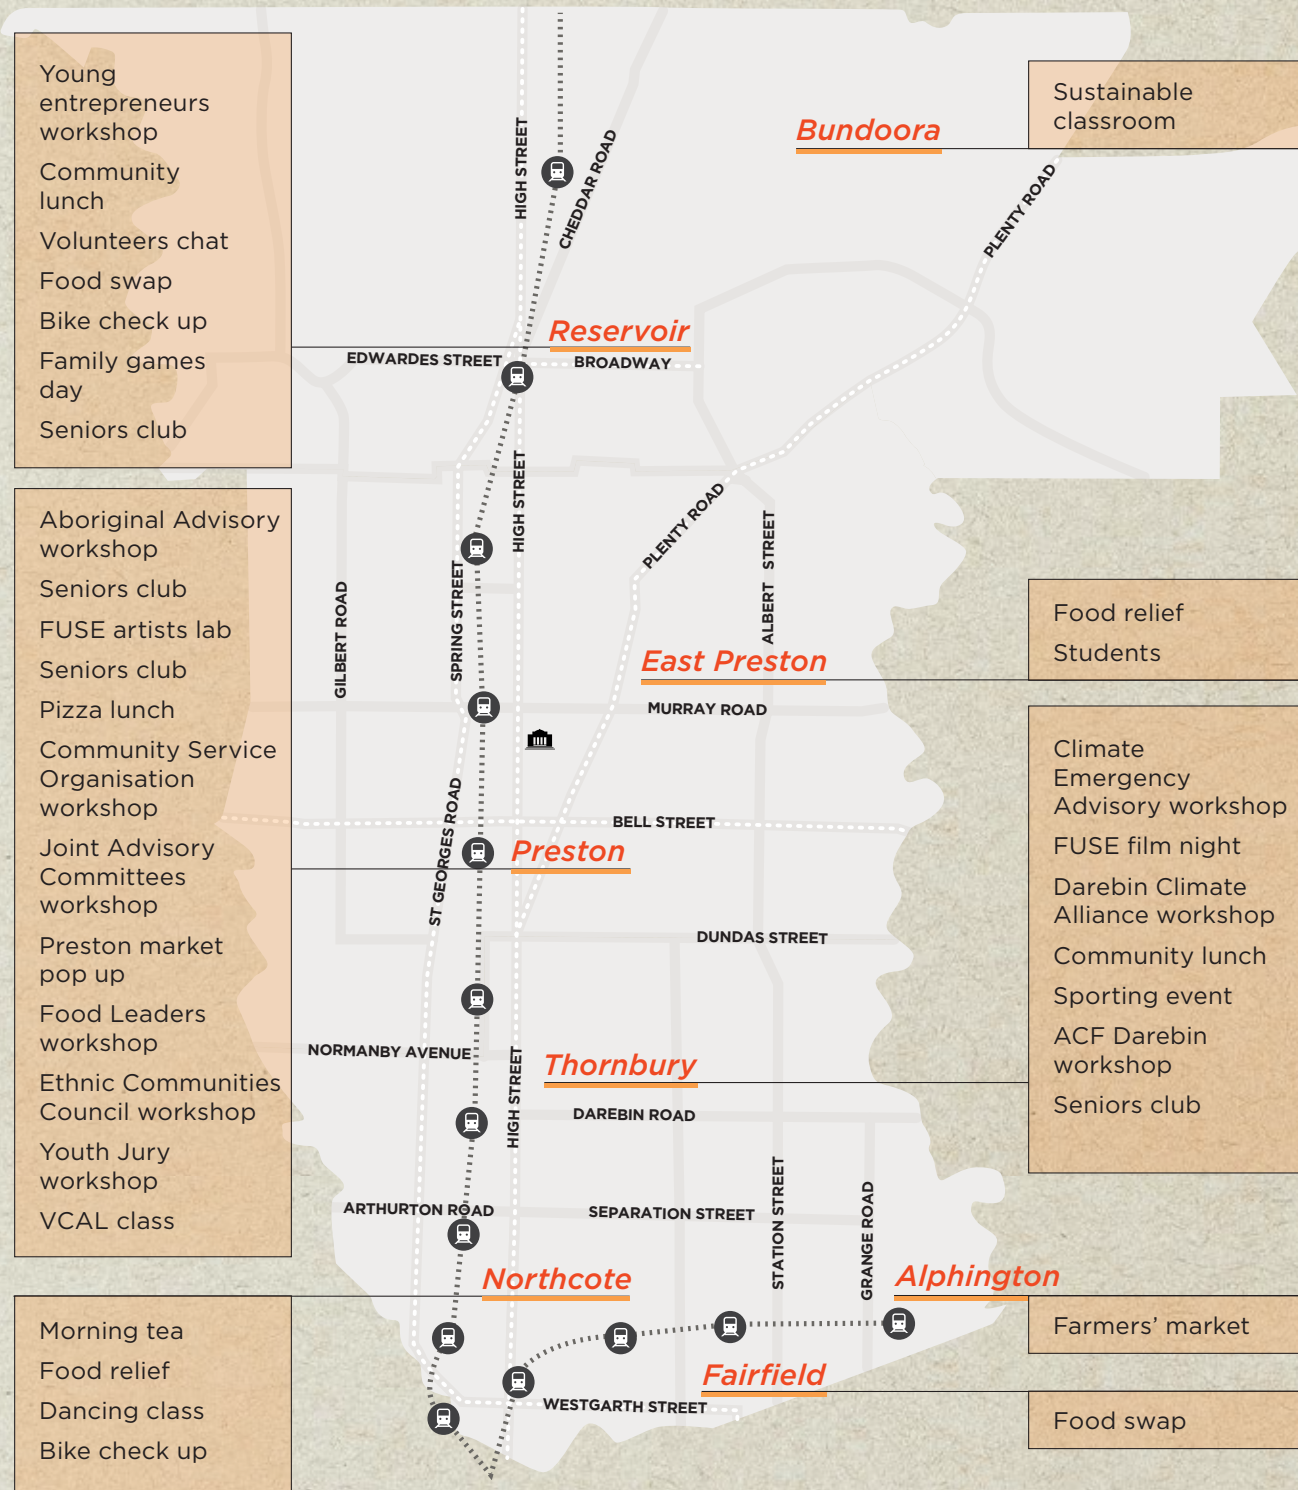 Young
entrepreneurs
workshop
Community
lunch
Volunteers chat
Food swap
Bike check up
Family games
day
Seniors club
Aboriginal Advisory
workshop
Seniors club
FUSE artists lab
Seniors club
Pizza lunch
Community Service
Organisation
workshop
Joint Advisory
Committees
workshop
Preston market
pop up
Food Leaders
workshop
Ethnic Communities
Council workshop
Youth Jury
workshop
VCAL class
Morning tea
Food relief
Dancing class
Bike check up
HIGH STREET
CHEDDAR ROAD
Bundoora
PLENTY ROAD
Reservoir
EDWARDES STREET
BROADWAY
HIGH STREET
PLENTY ROAD
ALBERT STREET
GILBERT ROAD
SPRING STREET
East Preston
MURRAY ROAD
ST GEORGES ROAD
BELL STREET
Preston
DUNDAS STREET
NORMANBY AVENUE
HIGH STREET
Thornbury
DAREBIN ROAD
ARTHURTON ROAD
SEPARATION STREET
STATION STREET
GRANGE ROAD
Northcote
Alphington
Fairfield
WESTGARTH STREET
Sustainable
classroom
Food relief
Students
Climate
Emergency
Advisory workshop
FUSE film night
Darebin Climate
Alliance workshop
Community lunch
Sporting event
ACF Darebin
workshop
Seniors club
Farmers' market
Food swap